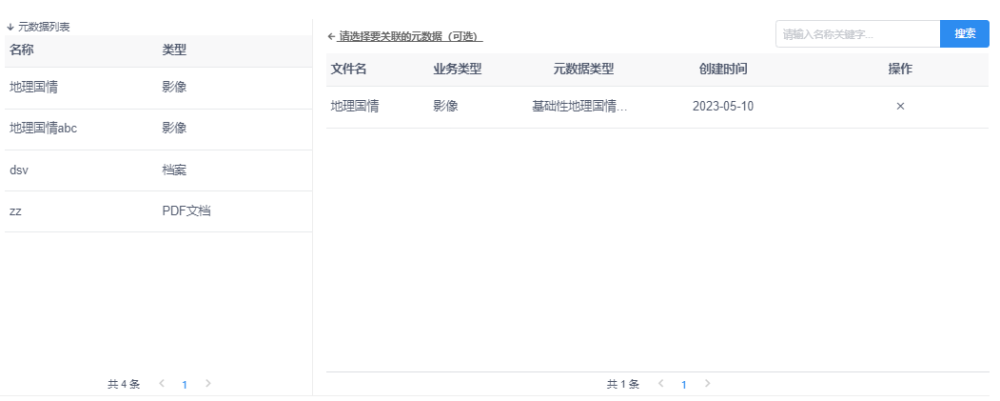 元数据列表
名称 类型
地理国情 影像
地理国情abc 影像
dsv 档案
zz PDF文档
共 4 条 < 1 >
← 请选择要关联的元数据（可选）
请输入名称关键字... 搜索
文件名 业务类型 元数据类型 创建时间 操作
地理国情 影像 基础性地理国情... 2023-05-10 ×
共 1 条 < 1 >